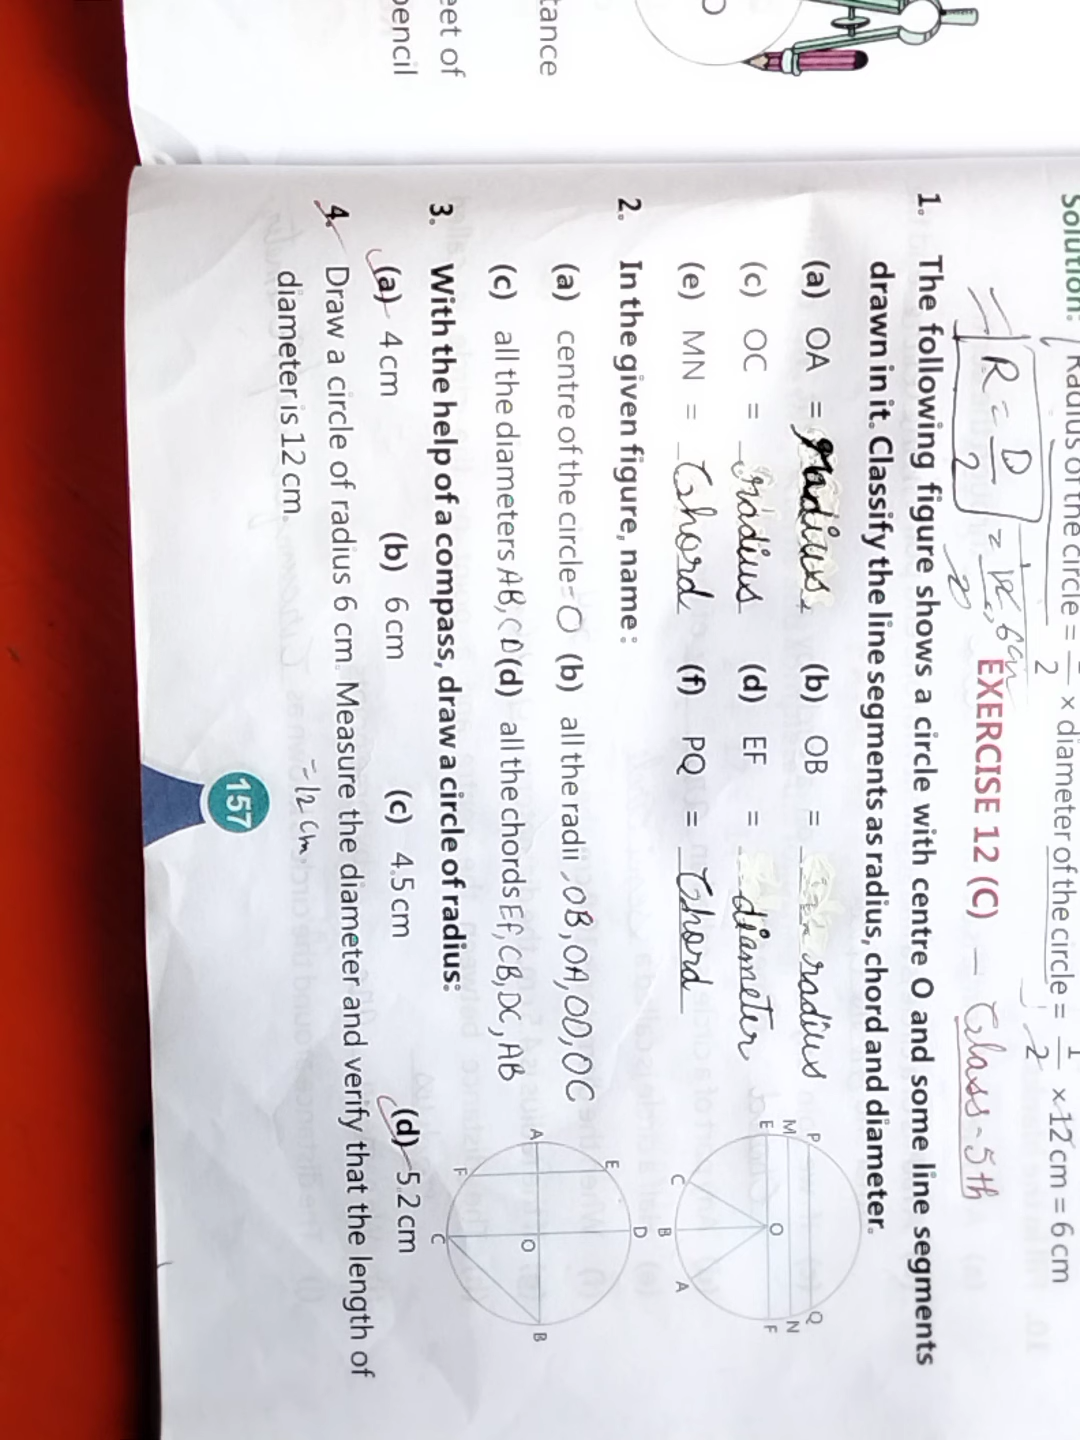 tance
eet of
pencil
O
Solution: Radius of the circle = 1/2 x diameter of the circle = 1/2 x 12 cm = 6 cm
R = D/2 = 12/2 = 6cm
EXERCISE 12 (C) — Class - 5th
1. The following figure shows a circle with centre O and some line segments
drawn in it. Classify the line segments as radius, chord and diameter.
(a) OA = radius (b) OB = radius
(c) OC = radius (d) EF = diameter
(e) MN = Chord (f) PQ = Chord
P Q
M N
E O F
C B A
2. In the given figure, name :
(a) centre of the circle = O (b) all the radii, OB, OA, OD, OC
(c) all the diameters AB, CD (d) all the chords EF, CB, DC, AB
E D
A O B
F C
3. With the help of a compass, draw a circle of radius:
(a) 4 cm (b) 6 cm (c) 4.5 cm (d) 5.2 cm
4. Draw a circle of radius 6 cm. Measure the diameter and verify that the length of
diameter is 12 cm. = 12 cm.
157